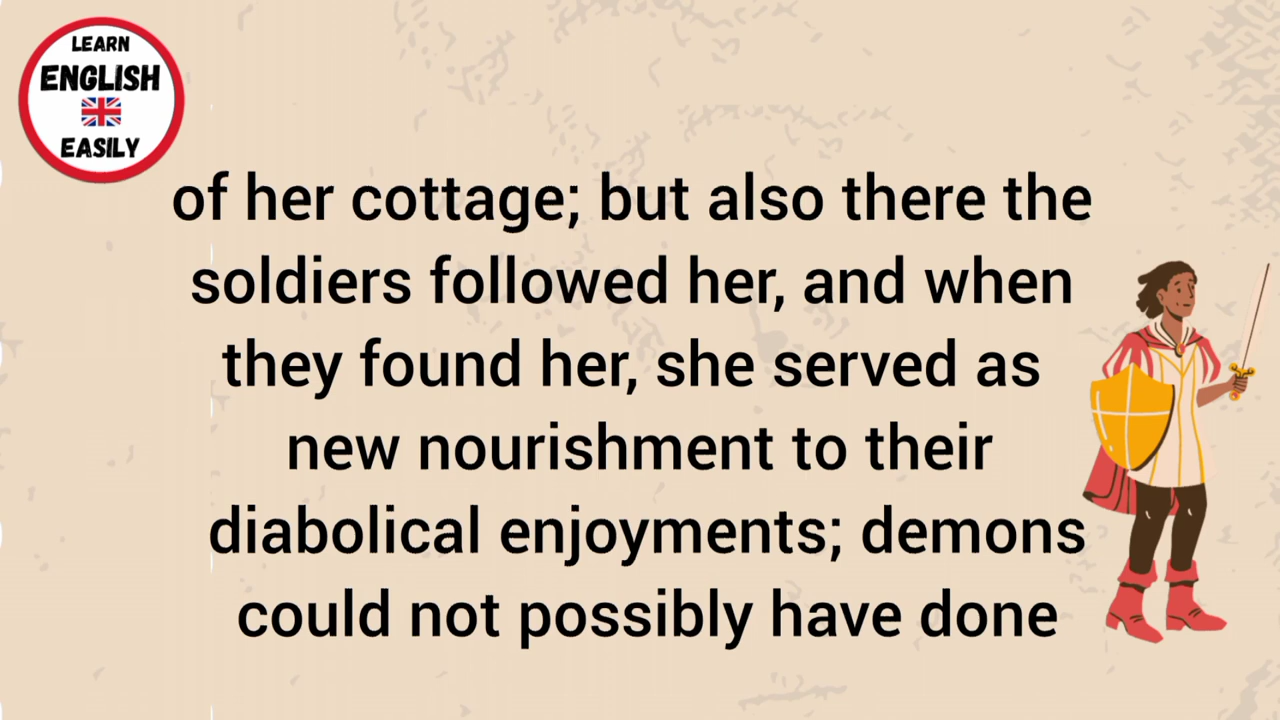 LEARN
ENGLISH
EASILY
of her cottage; but also there the
soldiers followed her, and when
they found her, she served as
new nourishment to their
diabolical enjoyments; demons
could not possibly have done